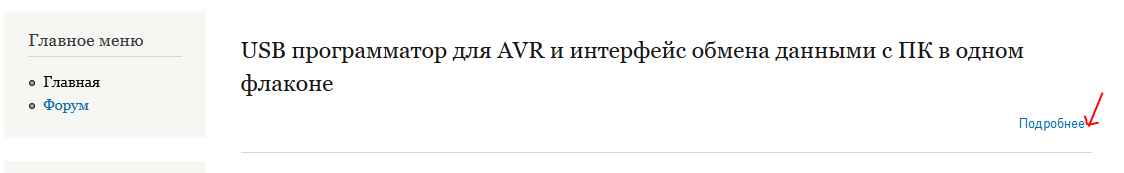 Главное меню
Главная
Форум
USB программатор для AVR и интерфейс обмена данными с ПК в одном
флаконе
Подробнее